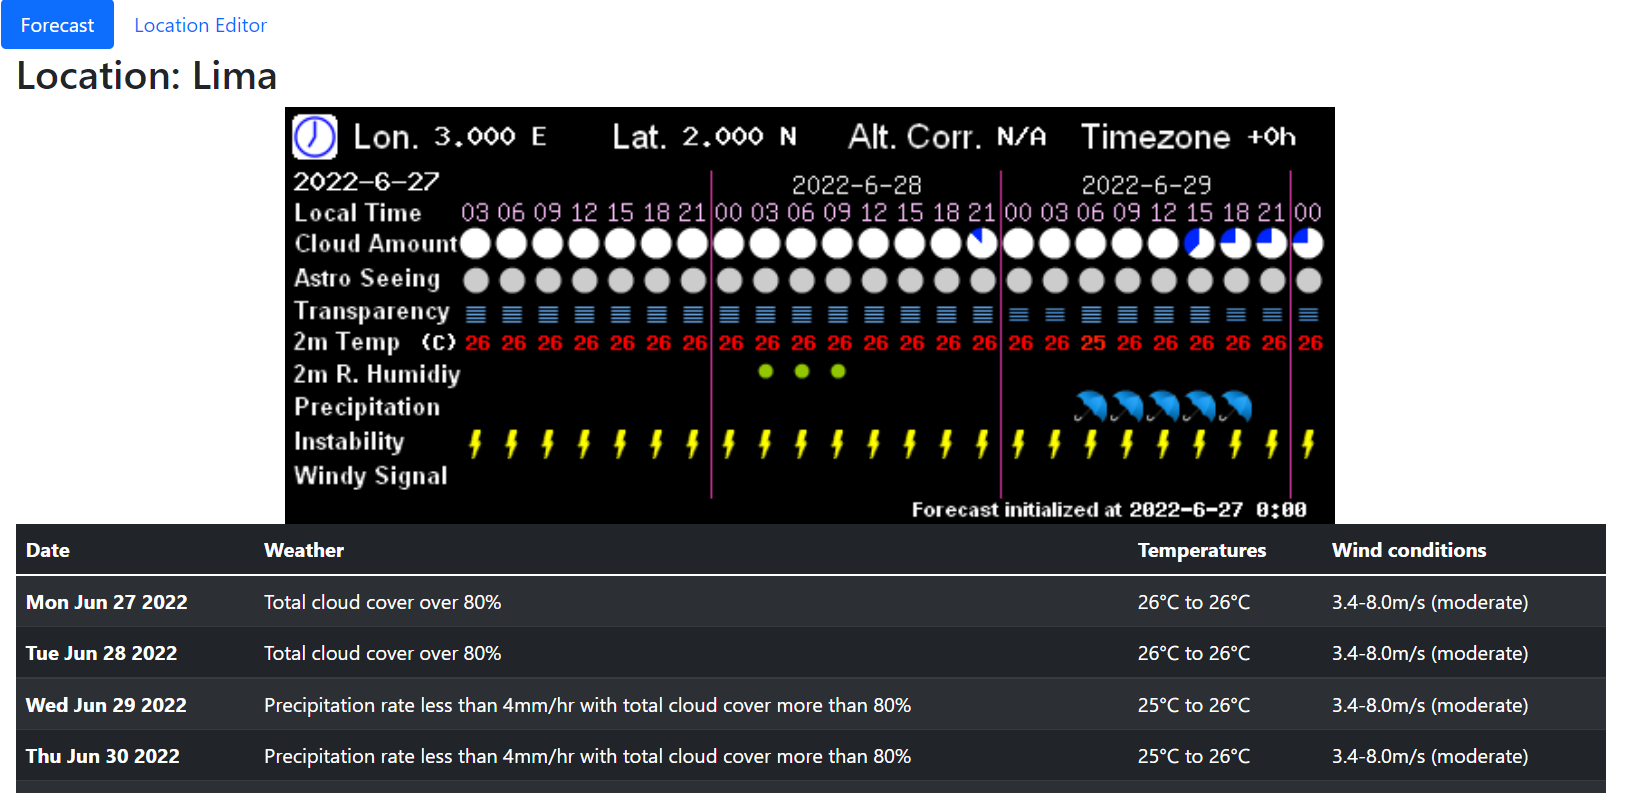 Forecast Location Editor
Location: Lima
Lon. 3.000 E Lat. 2.000 N Alt. Corr. N/A Timezone +0h
2022-6-27 2022-6-28 2022-6-29
Local Time 03 06 09 12 15 18 21 00 03 06 09 12 15 18 21 00 03 06 09 12 15 18 21 00
Cloud Amount
Astro Seeing
Transparency
2m Temp (C) 26 26 26 26 26 26 26 26 26 26 26 26 26 26 26 26 26 25 26 26 26 26 26 26
2m R. Humidiy
Precipitation
Instability
Windy Signal
Forecast initialized at 2022-6-27 0:00
Date Weather Temperatures Wind conditions
Mon Jun 27 2022 Total cloud cover over 80% 26°C to 26°C 3.4-8.0m/s (moderate)
Tue Jun 28 2022 Total cloud cover over 80% 26°C to 26°C 3.4-8.0m/s (moderate)
Wed Jun 29 2022 Precipitation rate less than 4mm/hr with total cloud cover more than 80% 25°C to 26°C 3.4-8.0m/s (moderate)
Thu Jun 30 2022 Precipitation rate less than 4mm/hr with total cloud cover more than 80% 25°C to 26°C 3.4-8.0m/s (moderate)